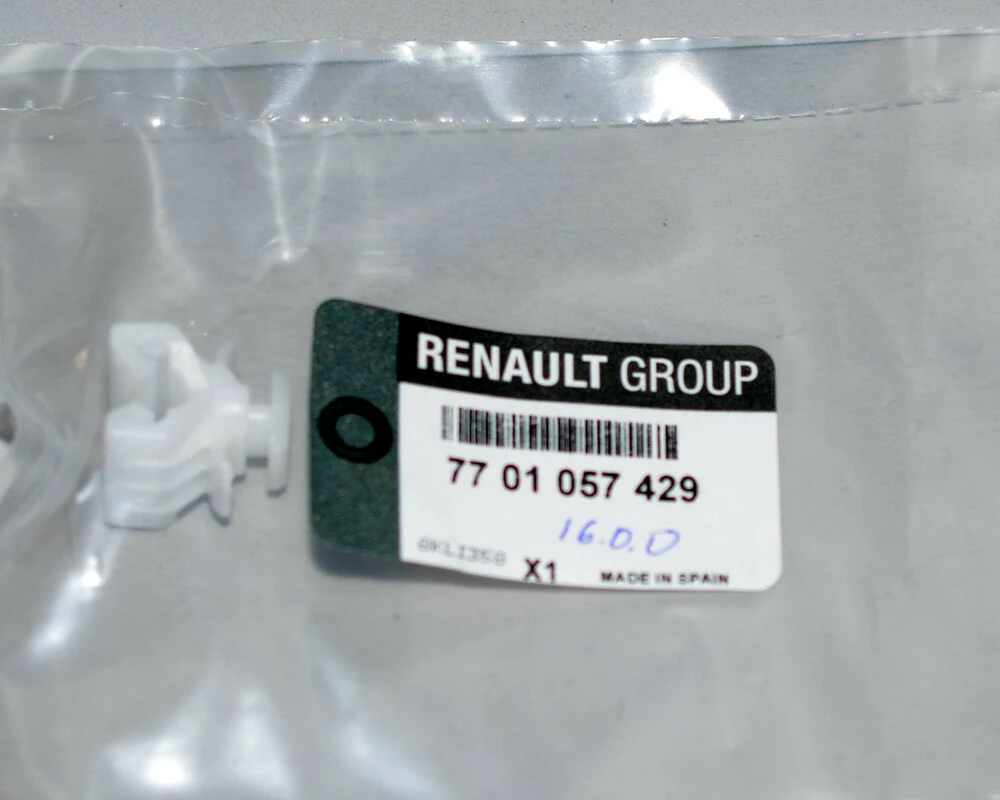 RENAULT GROUP
77 01 057 429
16.0.0
X1 MADE IN SPAIN